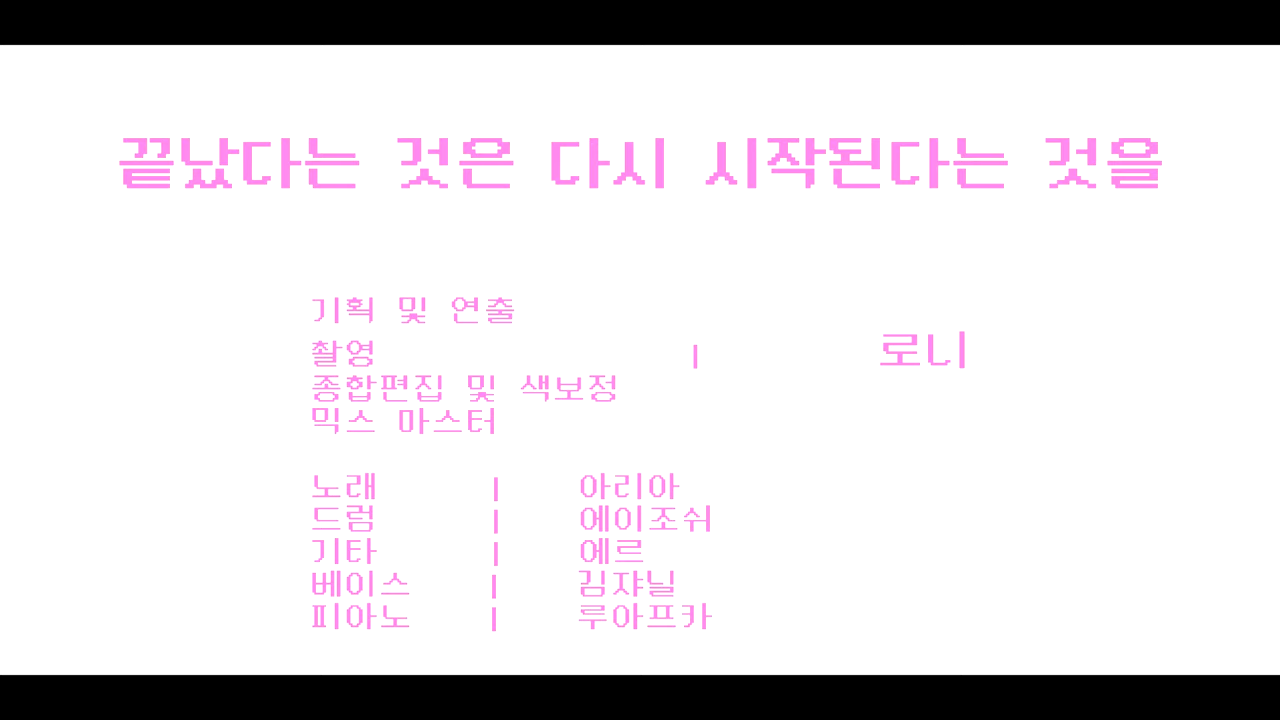 끝났다는 것은 다시 시작된다는 것을
기획 및 연출
촬영 | 로니
종합편집 및 색보정
믹스 마스터
노래 | 아리아
드럼 | 에이조쉬
기타 | 에르
베이스 | 김쟈닐
피아노 | 루아프카